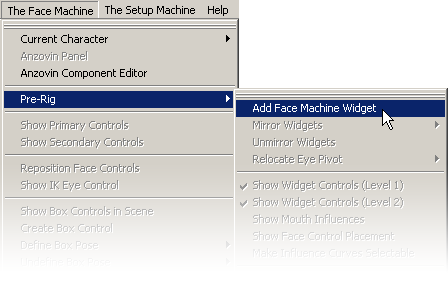 The Face Machine The Setup Machine Help
Current Character
Anzovin Panel
Anzovin Component Editor
Pre-Rig
Show Primary Controls
Show Secondary Controls
Reposition Face Controls
Show IK Eye Control
Show Box Controls in Scene
Create Box Control
Define Box Pose
Add Face Machine Widget
Mirror Widgets
Unmirror Widgets
Relocate Eye Pivot
Show Widget Controls (Level 1)
Show Widget Controls (Level 2)
Show Mouth Influences
Show Face Control Placement
Make Influence Curves Selectable